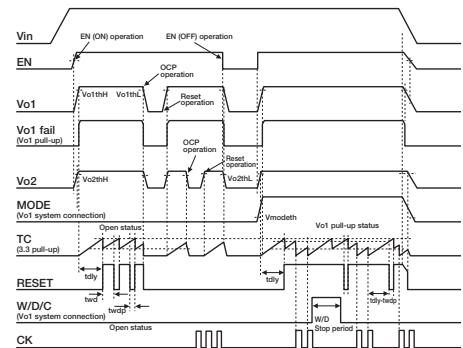 Vin
EN (ON) operation
EN (OFF) operation
EN
OCP
operation
Vo1
Vo1thH
Vo1thL
Reset
operation
Vo1 fail
(Vo1 pull-up)
OCP
operation
Reset
operation
Vo2
Vo2thH
Vo2thL
MODE
(Vo1 system connection)
Vmodeth
Open status
Vo1 pull-up status
TC
(3.3 pull-up)
tdly
tdly
tdly-twdp
RESET
twd
twdp
W/D/C
(Vo1 system connection)
Open status
W/D
Stop period
CK